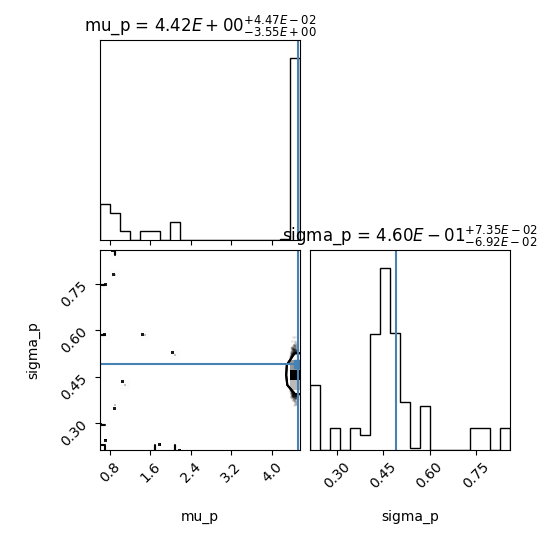 mu_p = 4.42E + 00+4.47E−02 −3.55E+00
sigma_p = 4.60E − 01+7.35E−02 −6.92E−02
0.75
0.60
0.45
0.30
sigma_p
0.8 1.6 2.4 3.2 4.0
0.30 0.45 0.60 0.75
mu_p sigma_p